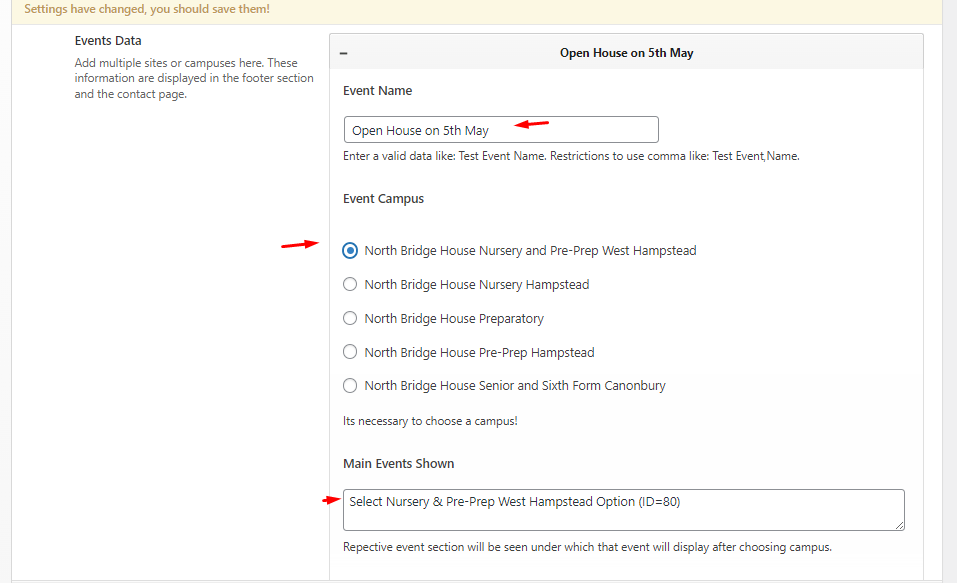 Settings have changed, you should save them!
Events Data
Add multiple sites or campuses here. These
information are displayed in the footer section
and the contact page.
Open House on 5th May
Event Name
Open House on 5th May
Enter a valid data like: Test Event Name. Restrictions to use comma like: Test Event,Name.
Event Campus
North Bridge House Nursery and Pre-Prep West Hampstead
North Bridge House Nursery Hampstead
North Bridge House Preparatory
North Bridge House Pre-Prep Hampstead
North Bridge House Senior and Sixth Form Canonbury
Its necessary to choose a campus!
Main Events Shown
Select Nursery & Pre-Prep West Hampstead Option (ID=80)
Repective event section will be seen under which that event will display after choosing campus.